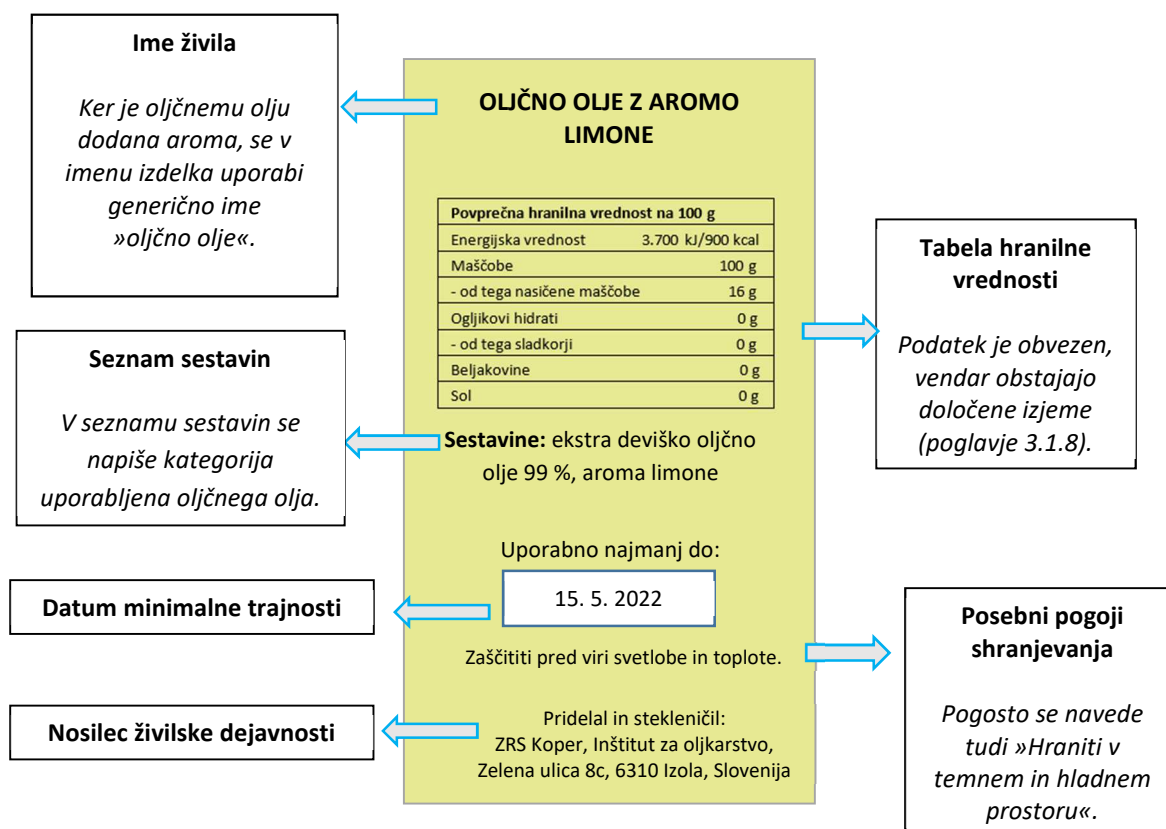 Ime živila
Ker je oljčnemu olju
dodana aroma, se v
imenu izdelka uporabi
generično ime
»oljčno olje«.
Seznam sestavin
V seznamu sestavin se
napiše kategorija
uporabljena oljčnega olja.
Datum minimalne trajnosti
Nosilec živilske dejavnosti
OLJČNO OLJE Z AROMO
LIMONE
Povprečna hranilna vrednost na 100 g
Energijska vrednost 3.700 kJ/900 kcal
Maščobe 100 g
- od tega nasičene maščobe 16 g
Ogljikovi hidrati 0 g
- od tega sladkorji 0 g
Beljakovine 0 g
Sol 0 g
Sestavine: ekstra deviško oljčno
olje 99 %, aroma limone
Uporabno najmanj do:
15. 5. 2022
Zaščititi pred viri svetlobe in toplote.
Pridelal in stekleničil:
ZRS Koper, Inštitut za oljkarstvo,
Zelena ulica 8c, 6310 Izola, Slovenija
Tabela hranilne
vrednosti
Podatek je obvezen,
vendar obstajajo
določene izjeme
(poglavje 3.1.8).
Posebni pogoji
shranjevanja
Pogosto se navede
tudi »Hraniti v
temnem in hladnem
prostoru«.